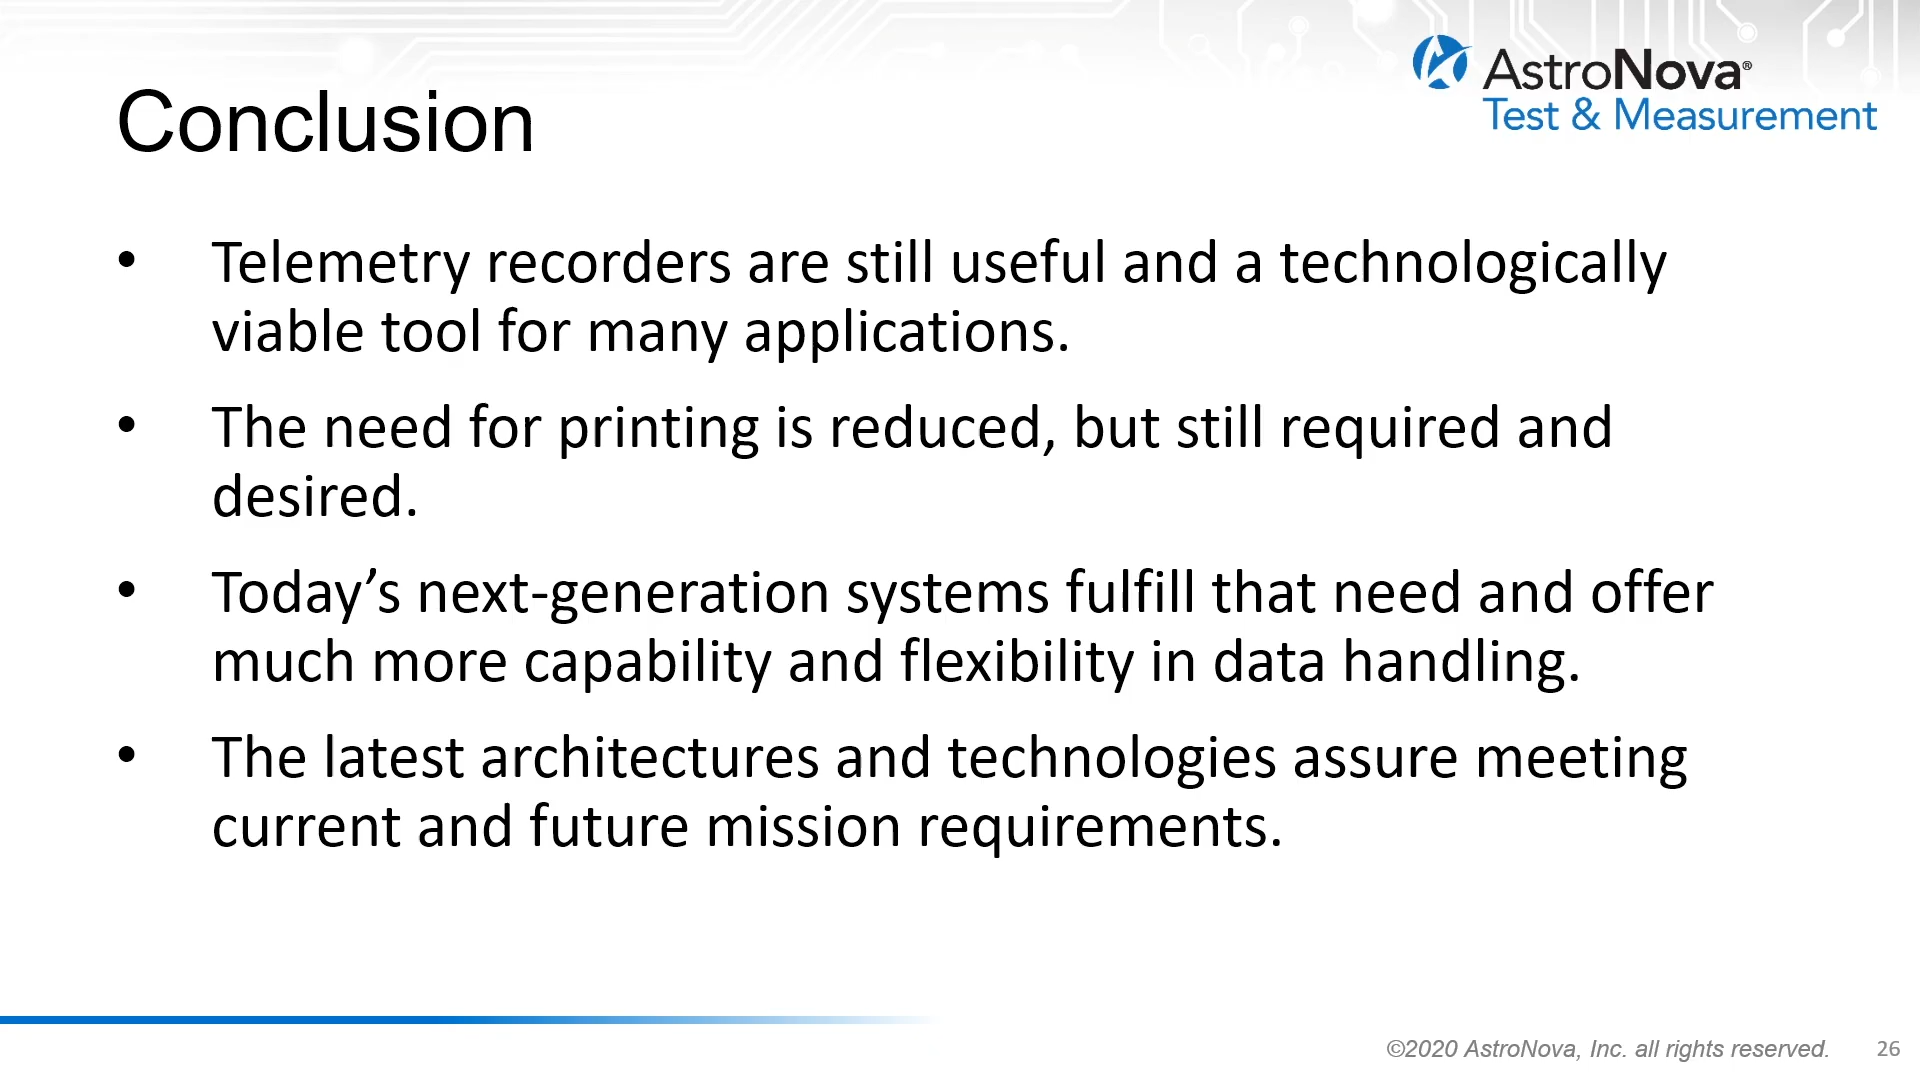 AstroNova®
Test & Measurement
Conclusion
• Telemetry recorders are still useful and a technologically
viable tool for many applications.
• The need for printing is reduced, but still required and
desired.
• Today’s next-generation systems fulfill that need and offer
much more capability and flexibility in data handling.
• The latest architectures and technologies assure meeting
current and future mission requirements.
©2020 AstroNova, Inc. all rights reserved. 26